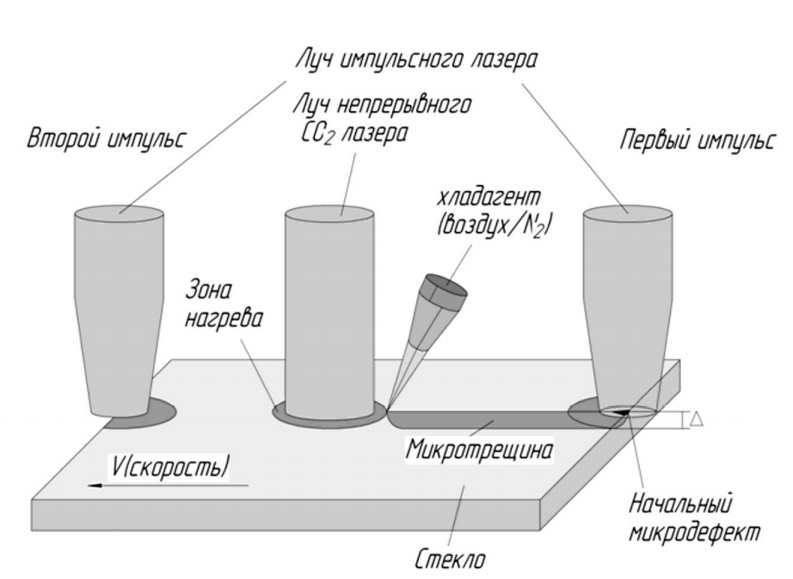 Луч импульсного лазера
Луч непрерывного
CC₂ лазера
Второй импульс
Первый импульс
хладагент
(воздух/N₂)
Зона
нагрева
Микротрещина
Δ
V(скорость)
Начальный
микродефект
Стекло